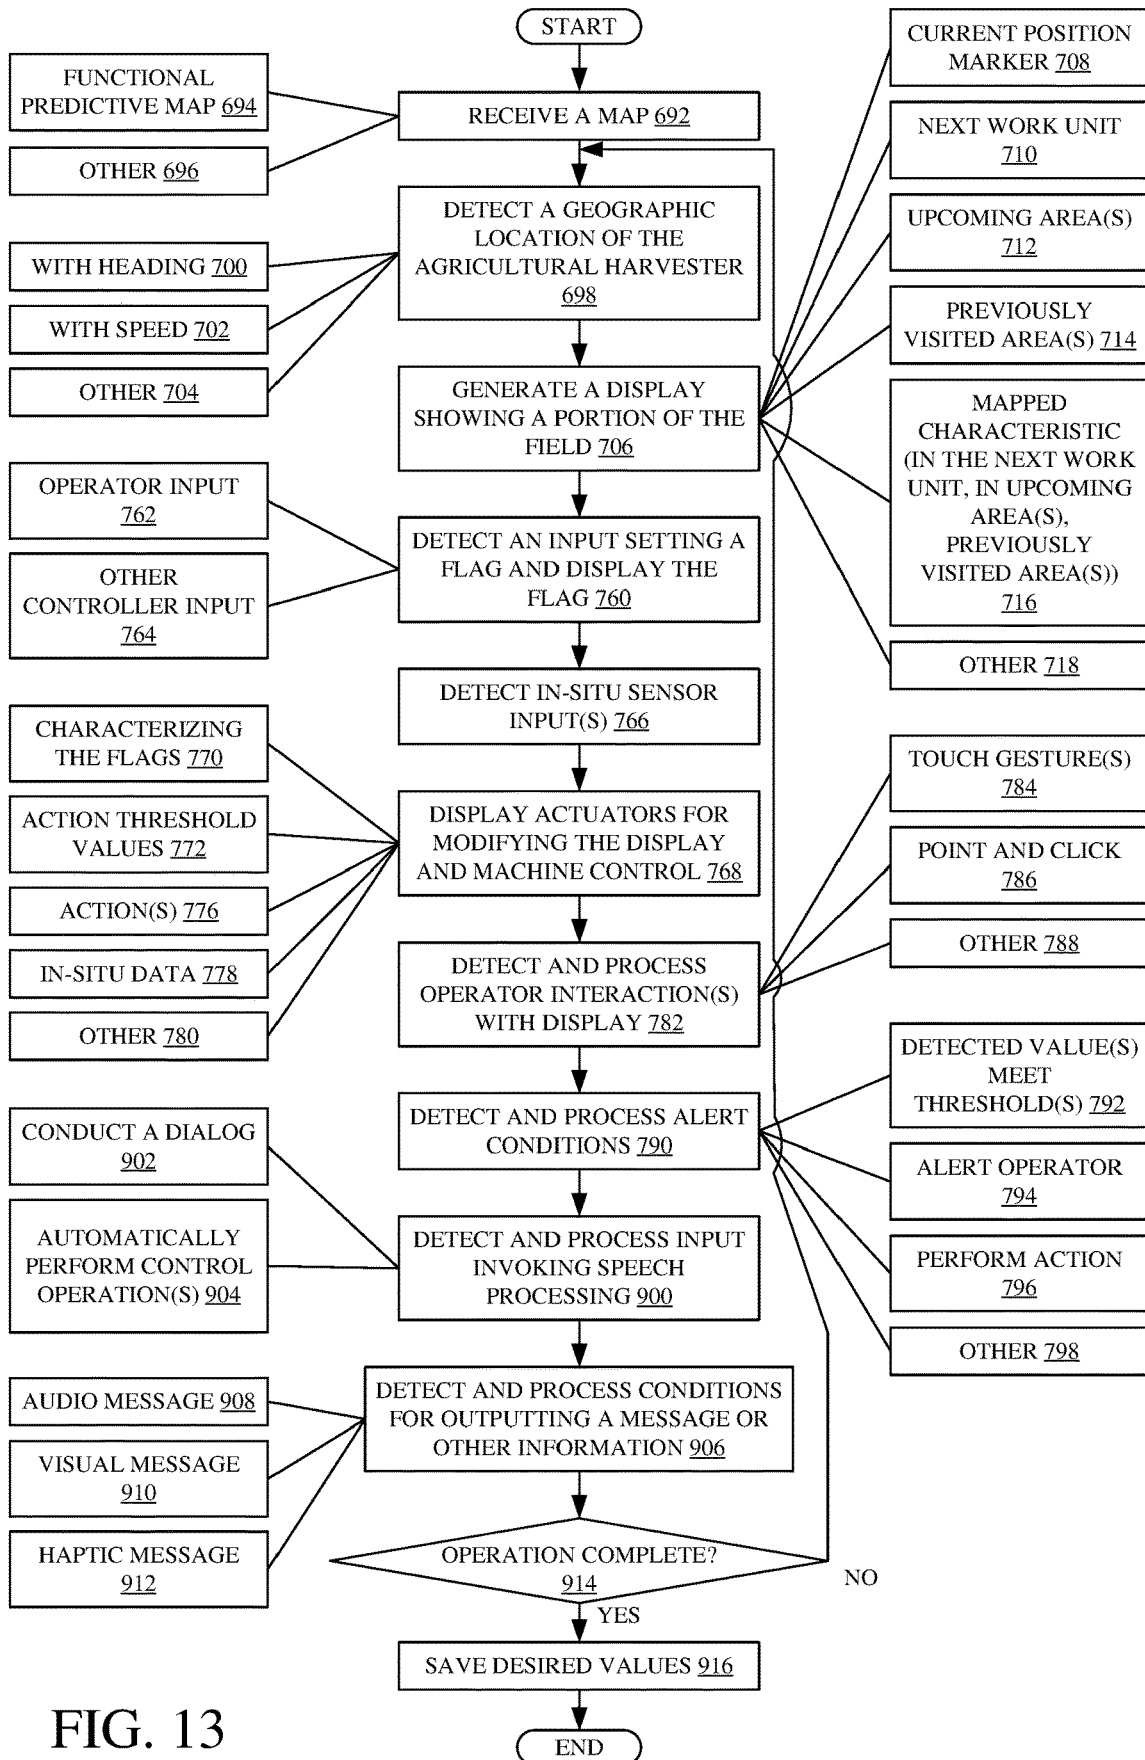 START
RECEIVE A MAP 692
FUNCTIONAL
PREDICTIVE MAP 694
OTHER 696
DETECT A GEOGRAPHIC
LOCATION OF THE
AGRICULTURAL HARVESTER
698
WITH HEADING 700
WITH SPEED 702
OTHER 704
GENERATE A DISPLAY
SHOWING A PORTION OF THE
FIELD 706
CURRENT POSITION
MARKER 708
NEXT WORK UNIT
710
UPCOMING AREA(S)
712
PREVIOUSLY
VISITED AREA(S) 714
MAPPED
CHARACTERISTIC
(IN THE NEXT WORK
UNIT, IN UPCOMING
AREA(S),
PREVIOUSLY
VISITED AREA(S))
716
OTHER 718
DETECT AN INPUT SETTING A
FLAG AND DISPLAY THE
FLAG 760
OPERATOR INPUT
762
OTHER
CONTROLLER INPUT
764
DETECT IN-SITU SENSOR
INPUT(S) 766
DISPLAY ACTUATORS FOR
MODIFYING THE DISPLAY
AND MACHINE CONTROL 768
CHARACTERIZING
THE FLAGS 770
ACTION THRESHOLD
VALUES 772
ACTION(S) 776
IN-SITU DATA 778
OTHER 780
DETECT AND PROCESS
OPERATOR INTERACTION(S)
WITH DISPLAY 782
TOUCH GESTURE(S)
784
POINT AND CLICK
786
OTHER 788
DETECT AND PROCESS ALERT
CONDITIONS 790
DETECTED VALUE(S)
MEET
THRESHOLD(S) 792
ALERT OPERATOR
794
PERFORM ACTION
796
OTHER 798
DETECT AND PROCESS INPUT
INVOKING SPEECH
PROCESSING 900
CONDUCT A DIALOG
902
AUTOMATICALLY
PERFORM CONTROL
OPERATION(S) 904
DETECT AND PROCESS CONDITIONS
FOR OUTPUTTING A MESSAGE OR
OTHER INFORMATION 906
AUDIO MESSAGE 908
VISUAL MESSAGE
910
HAPTIC MESSAGE
912
OPERATION COMPLETE?
914
NO
YES
SAVE DESIRED VALUES 916
END
FIG. 13